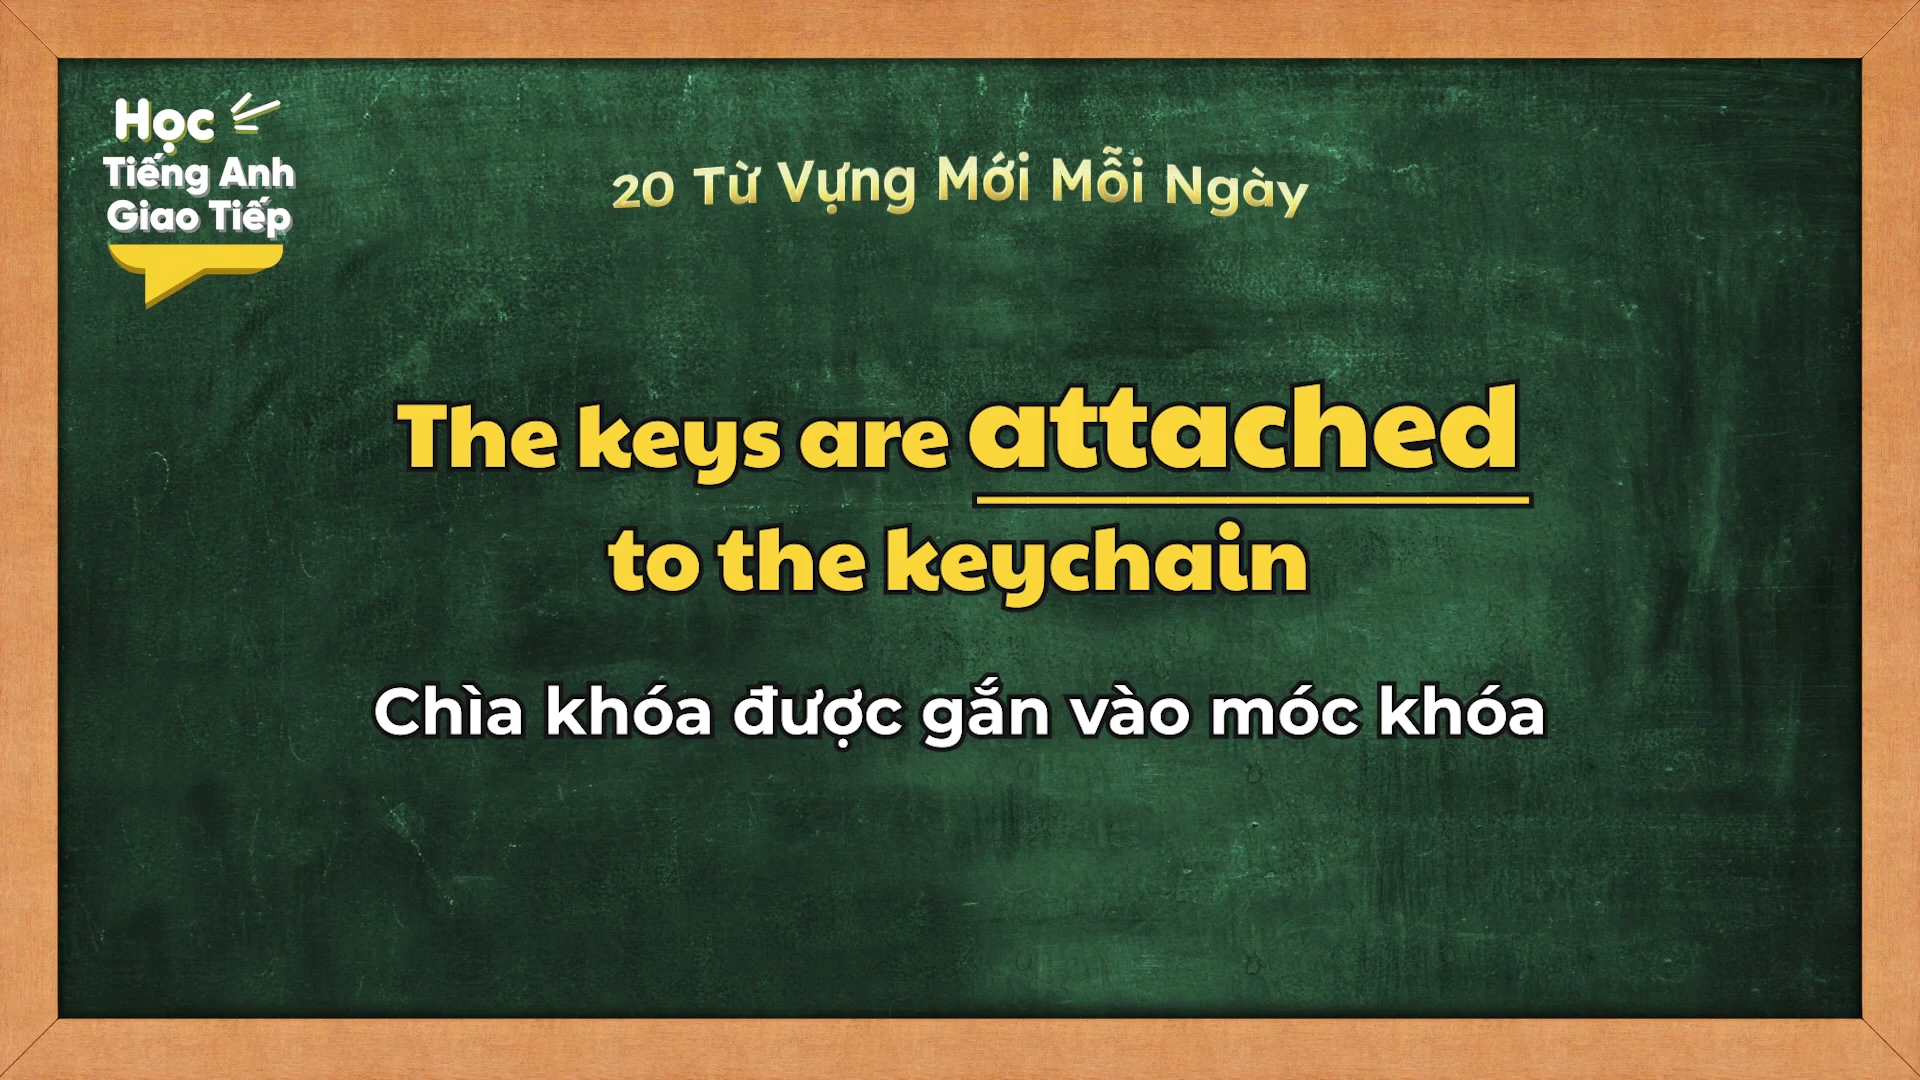 Học
Tiếng Anh
Giao Tiếp
20 Từ Vựng Mới Mỗi Ngày
The keys are attached
to the keychain
Chìa khóa được gắn vào móc khóa